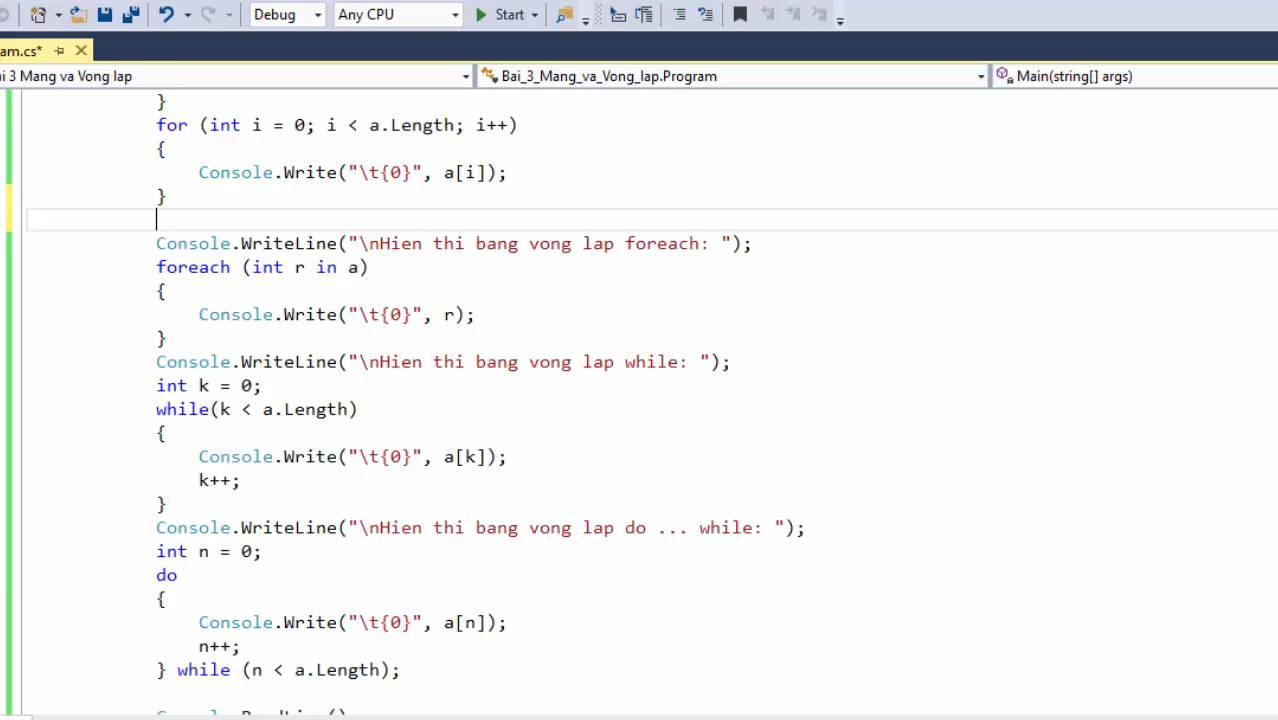 Debug Any CPU Start
am.cs*
i 3 Mang va Vong lap Bai_3_Mang_va_Vong_lap.Program Main(string[] args)
}
for (int i = 0; i < a.Length; i++)
{
Console.Write("\t{0}", a[i]);
}
Console.WriteLine("\nHien thi bang vong lap foreach: ");
foreach (int r in a)
{
Console.Write("\t{0}", r);
}
Console.WriteLine("\nHien thi bang vong lap while: ");
int k = 0;
while(k < a.Length)
{
Console.Write("\t{0}", a[k]);
k++;
}
Console.WriteLine("\nHien thi bang vong lap do ... while: ");
int n = 0;
do
{
Console.Write("\t{0}", a[n]);
n++;
} while (n < a.Length);